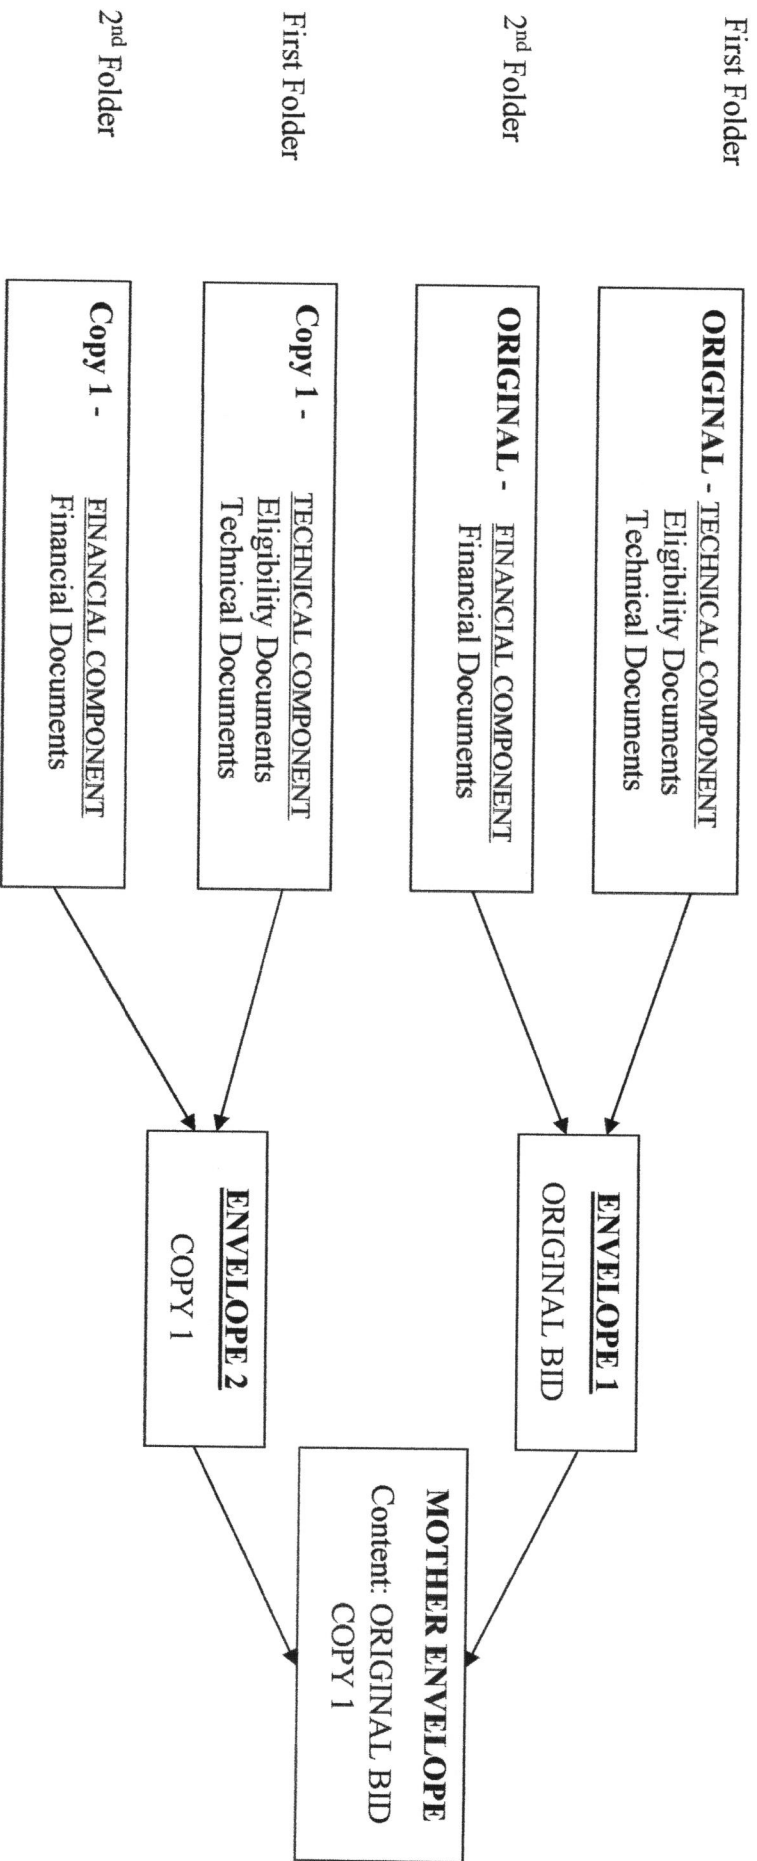 First Folder
ORIGINAL - TECHNICAL COMPONENT
Eligibility Documents
Technical Documents
2nd Folder
ORIGINAL - FINANCIAL COMPONENT
Financial Documents
First Folder
Copy 1 - TECHNICAL COMPONENT
Eligibility Documents
Technical Documents
2nd Folder
Copy 1 - FINANCIAL COMPONENT
Financial Documents
ENVELOPE 1
ORIGINAL BID
ENVELOPE 2
COPY 1
MOTHER ENVELOPE
Content: ORIGINAL BID
COPY 1